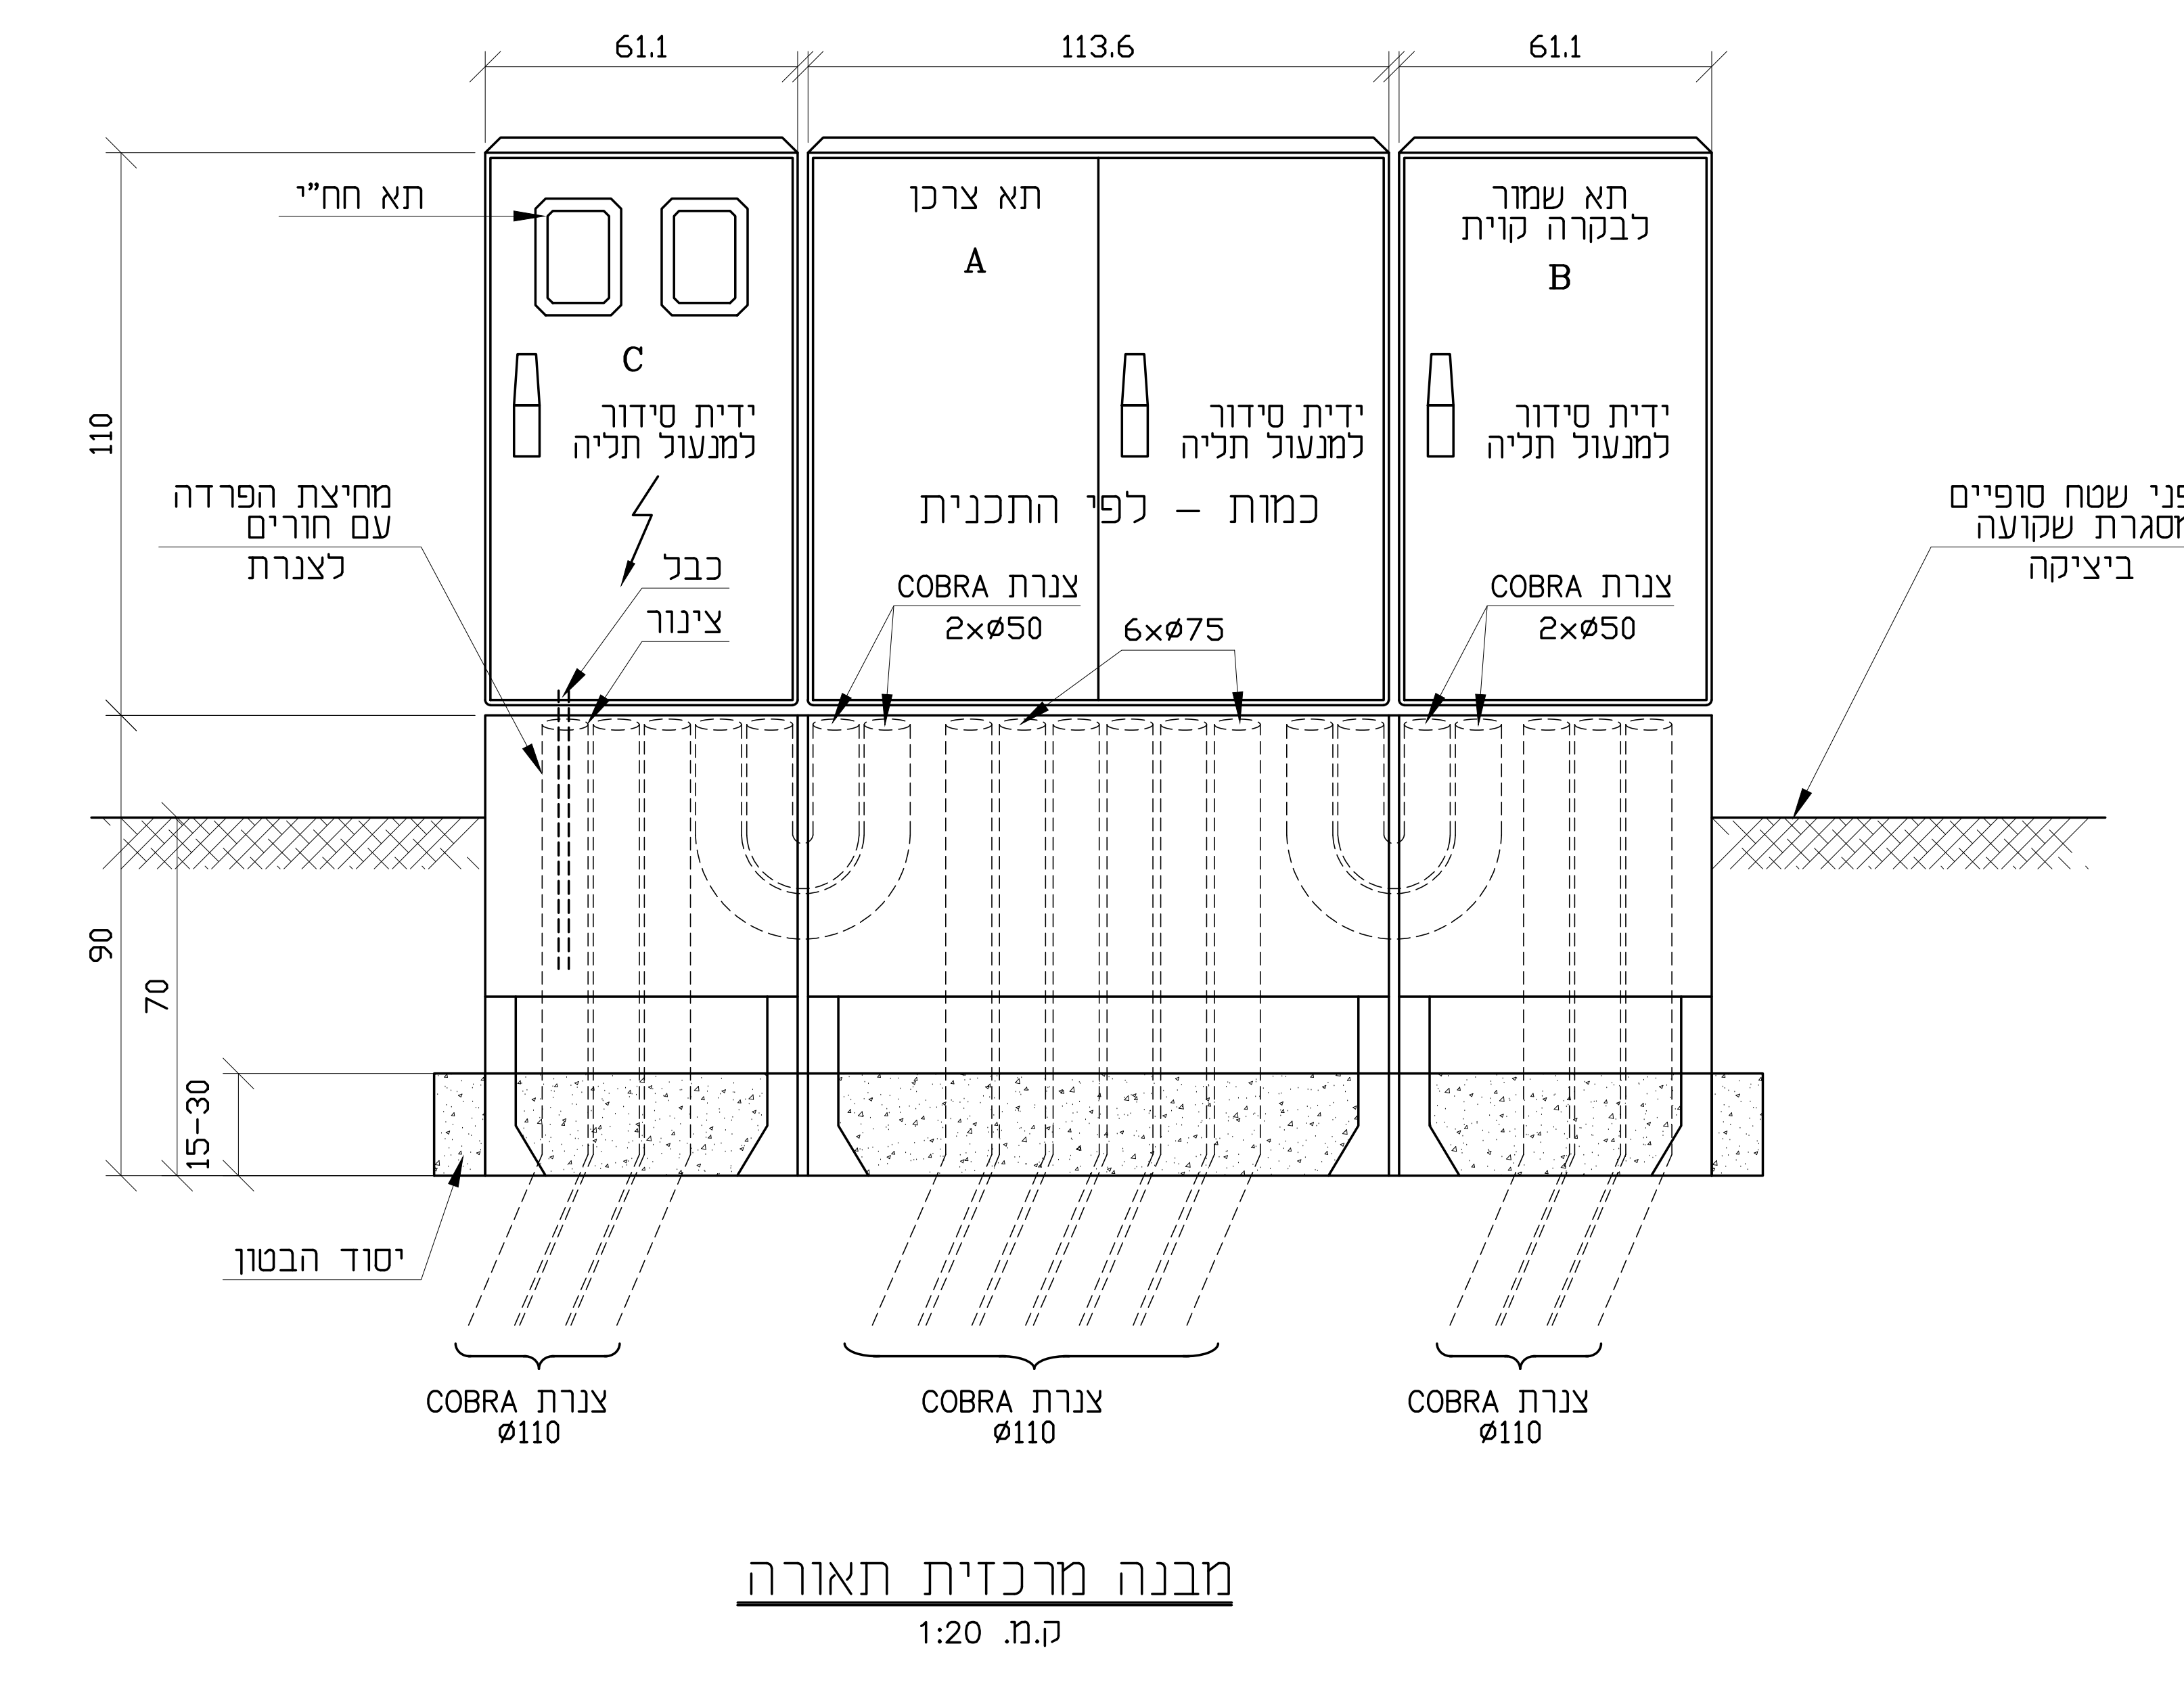 61.1
113.6
61.1
תא חח"י
תא צרכן
A
תא שמור
לבקרה קוית
B
C
ידית סידור
למנעול תליה
ידית סידור
למנעול תליה
ידית סידור
למנעול תליה
110
כמות - לפי התכנית
מחיצת הפרדה
עם חורים
לצנרת
כבל
צינור
צנרת COBRA
2xø50
6xø75
צנרת COBRA
2xø50
פני שטח סופיים
שקועה
ביציקה
90
70
15-30
יסוד הבטון
צנרת COBRA
ø110
צנרת COBRA
ø110
צנרת COBRA
ø110
מבנה מרכזית תאורה
ק.מ. 1:20